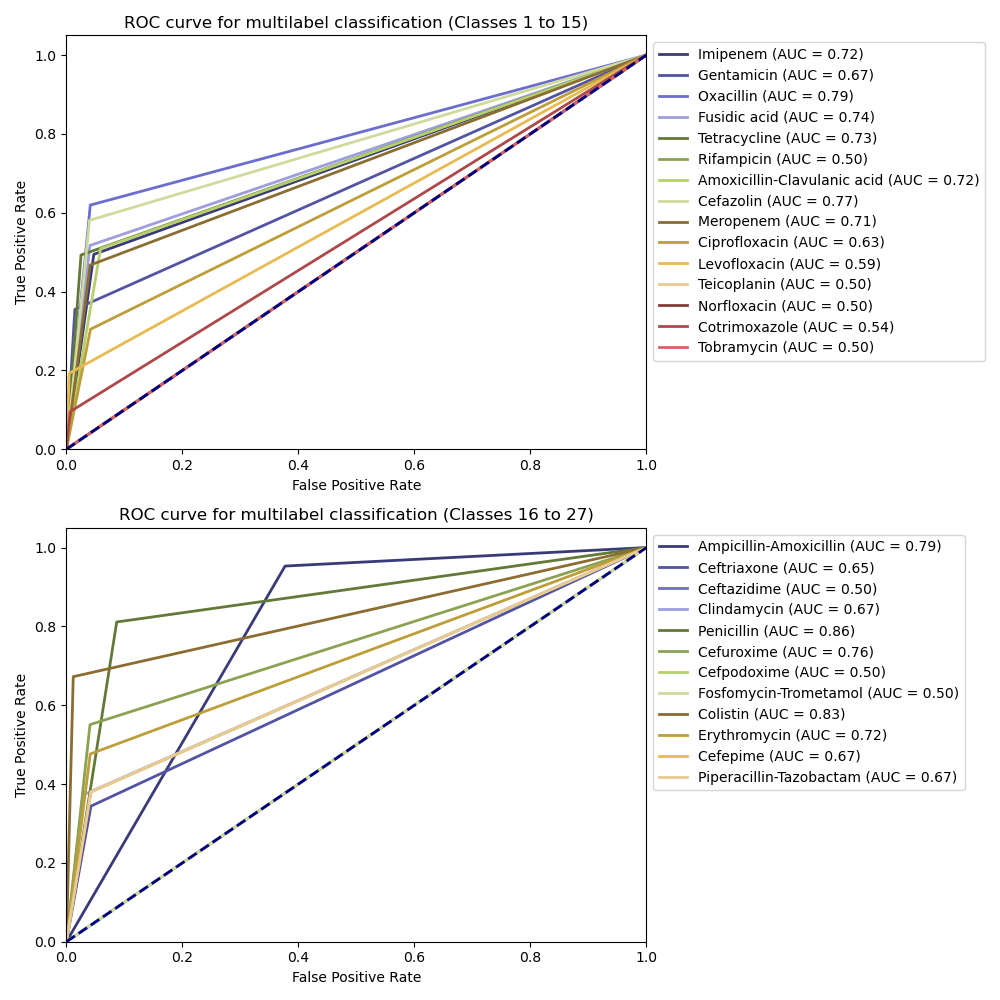 ROC curve for multilabel classification (Classes 1 to 15)
True Positive Rate
1.0
0.8
0.6
0.4
0.2
0.0
0.0 0.2 0.4 0.6 0.8 1.0
False Positive Rate
Imipenem (AUC = 0.72)
Gentamicin (AUC = 0.67)
Oxacillin (AUC = 0.79)
Fusidic acid (AUC = 0.74)
Tetracycline (AUC = 0.73)
Rifampicin (AUC = 0.50)
Amoxicillin-Clavulanic acid (AUC = 0.72)
Cefazolin (AUC = 0.77)
Meropenem (AUC = 0.71)
Ciprofloxacin (AUC = 0.63)
Levofloxacin (AUC = 0.59)
Teicoplanin (AUC = 0.50)
Norfloxacin (AUC = 0.50)
Cotrimoxazole (AUC = 0.54)
Tobramycin (AUC = 0.50)
ROC curve for multilabel classification (Classes 16 to 27)
True Positive Rate
1.0
0.8
0.6
0.4
0.2
0.0
0.0 0.2 0.4 0.6 0.8 1.0
False Positive Rate
Ampicillin-Amoxicillin (AUC = 0.79)
Ceftriaxone (AUC = 0.65)
Ceftazidime (AUC = 0.50)
Clindamycin (AUC = 0.67)
Penicillin (AUC = 0.86)
Cefuroxime (AUC = 0.76)
Cefpodoxime (AUC = 0.50)
Fosfomycin-Trometamol (AUC = 0.50)
Colistin (AUC = 0.83)
Erythromycin (AUC = 0.72)
Cefepime (AUC = 0.67)
Piperacillin-Tazobactam (AUC = 0.67)